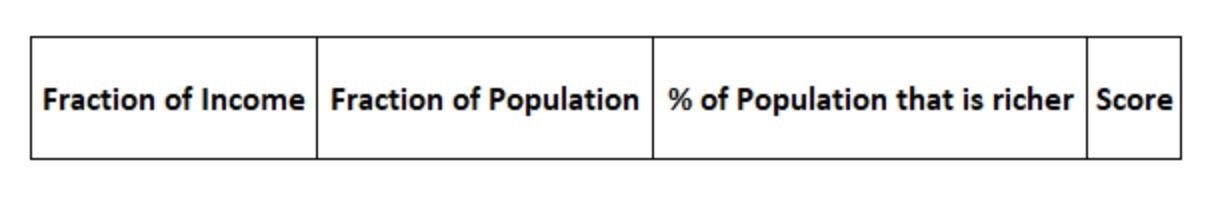 Fraction of Income Fraction of Population % of Population that is richer Score